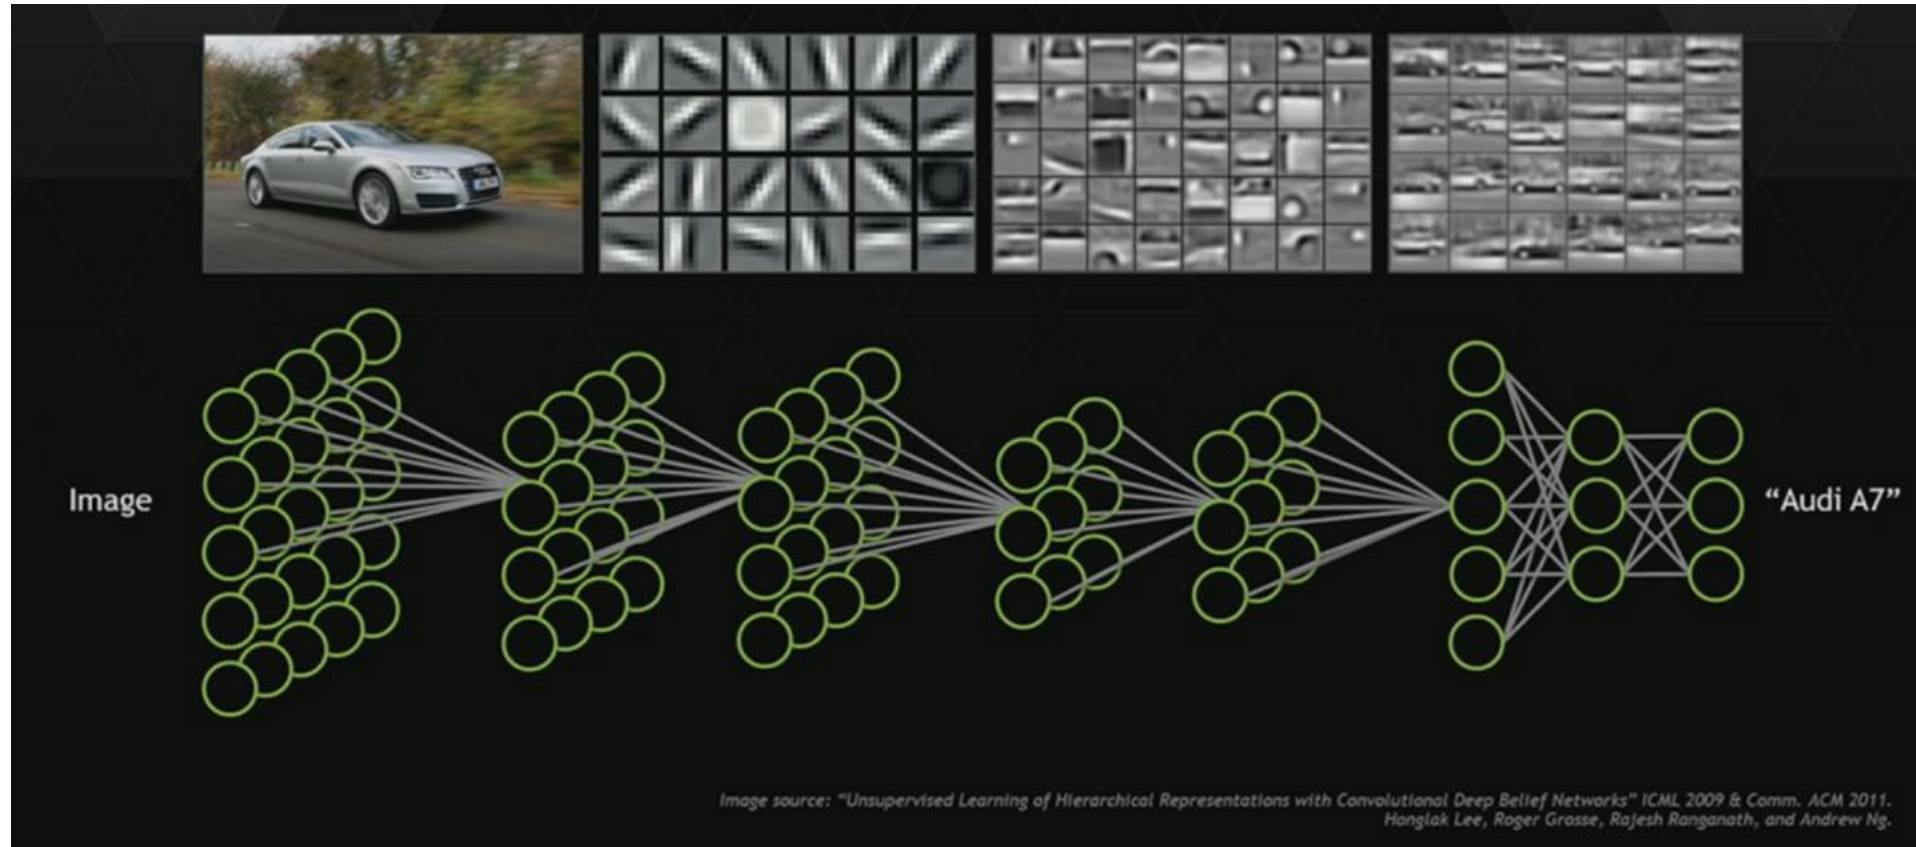 Image
“Audi A7”
Image source: “Unsupervised Learning of Hierarchical Representations with Convolutional Deep Belief Networks” ICML 2009 & Comm. ACM 2011.
Honglak Lee, Roger Grosse, Rajesh Ranganath, and Andrew Ng.